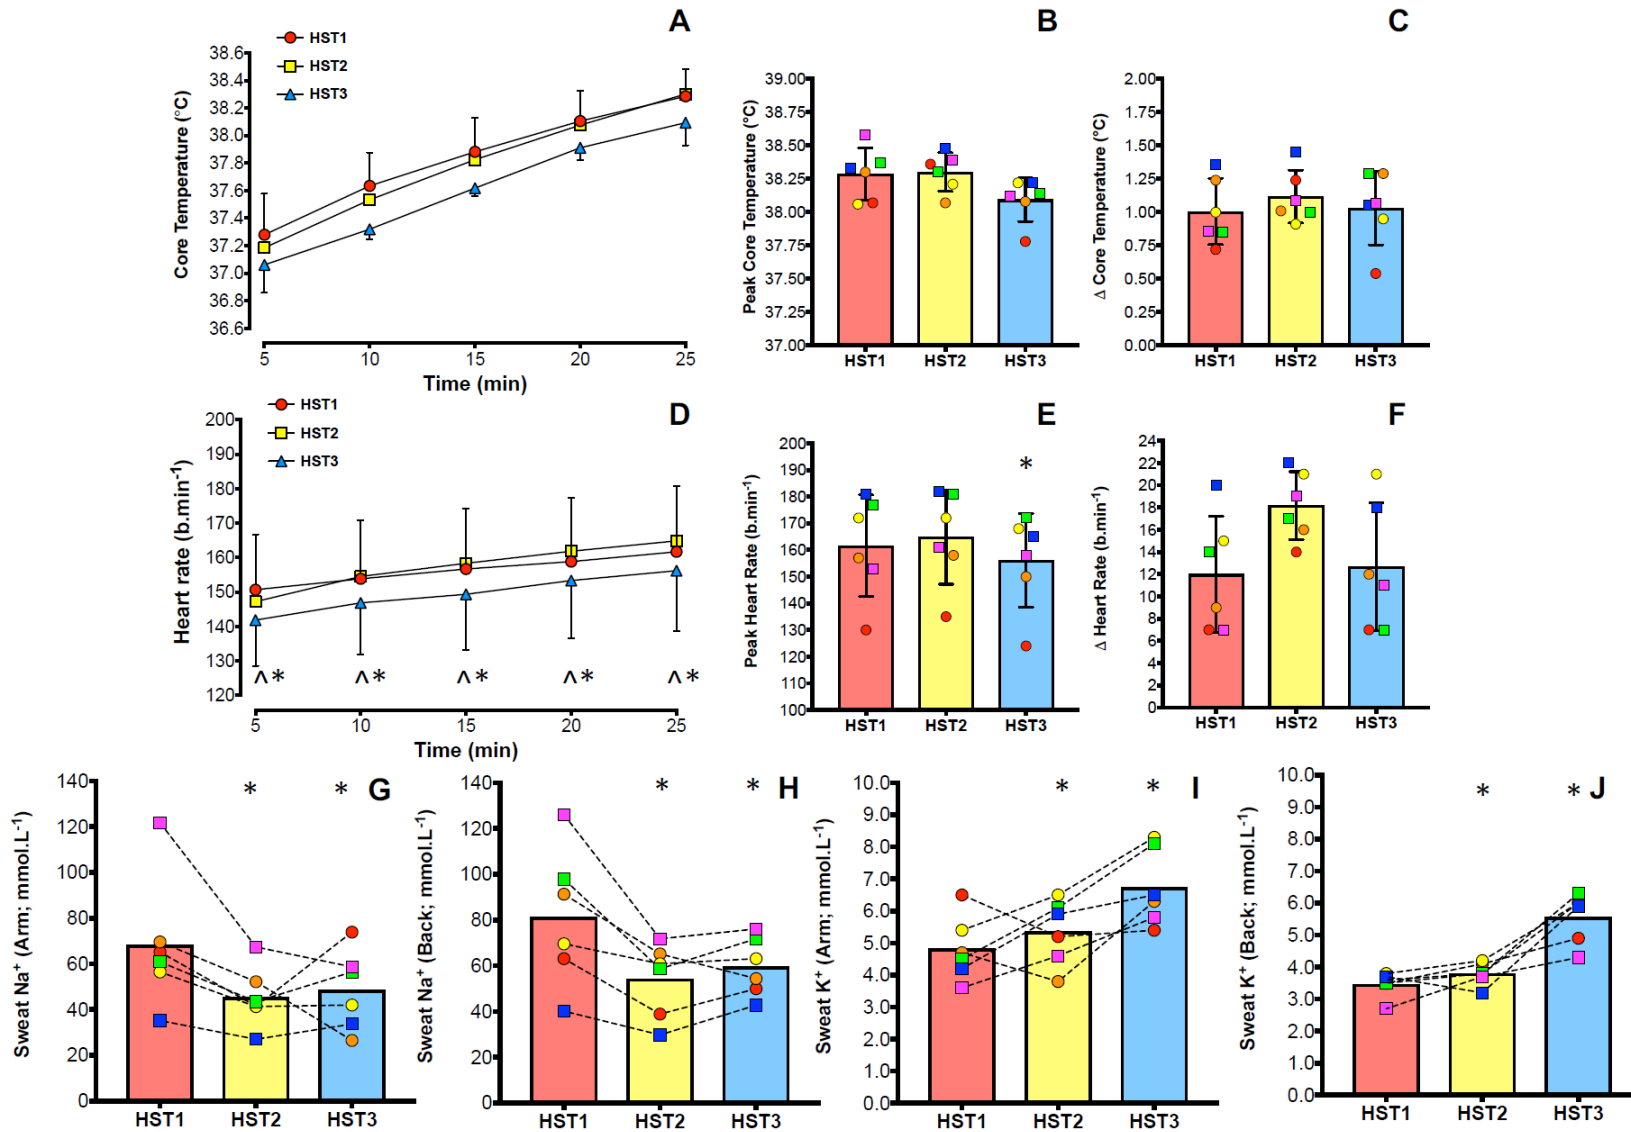 A
HST1
HST2
HST3
Core Temperature (°C)
38.6
38.4
38.2
38.0
37.8
37.6
37.4
37.2
37.0
36.8
36.6
5 10 15 20 25
Time (min)
B
Peak Core Temperature (°C)
39.00
38.75
38.50
38.25
38.00
37.75
37.50
37.25
37.00
HST1 HST2 HST3
C
Δ Core Temperature (°C)
2.00
1.75
1.50
1.25
1.00
0.75
0.50
0.25
0.00
HST1 HST2 HST3
D
HST1
HST2
HST3
Heart rate (b.min⁻¹)
200
190
180
170
160
150
140
130
120
^* ^* ^* ^* ^*
5 10 15 20 25
Time (min)
E
*
Peak Heart Rate (b.min⁻¹)
200
190
180
170
160
150
140
130
120
110
100
HST1 HST2 HST3
F
Δ Heart Rate (b.min⁻¹)
24
22
20
18
16
14
12
10
8
6
4
2
0
HST1 HST2 HST3
G
* *
Sweat Na⁺ (Arm; mmol.L⁻¹)
140
120
100
80
60
40
20
0
HST1 HST2 HST3
H
* *
Sweat Na⁺ (Back; mmol.L⁻¹)
140
120
100
80
60
40
20
0
HST1 HST2 HST3
I
* *
Sweat K⁺ (Arm; mmol.L⁻¹)
10.0
9.0
8.0
7.0
6.0
5.0
4.0
3.0
2.0
1.0
0.0
HST1 HST2 HST3
J
* *
Sweat K⁺ (Back; mmol.L⁻¹)
10.0
9.0
8.0
7.0
6.0
5.0
4.0
3.0
2.0
1.0
0.0
HST1 HST2 HST3